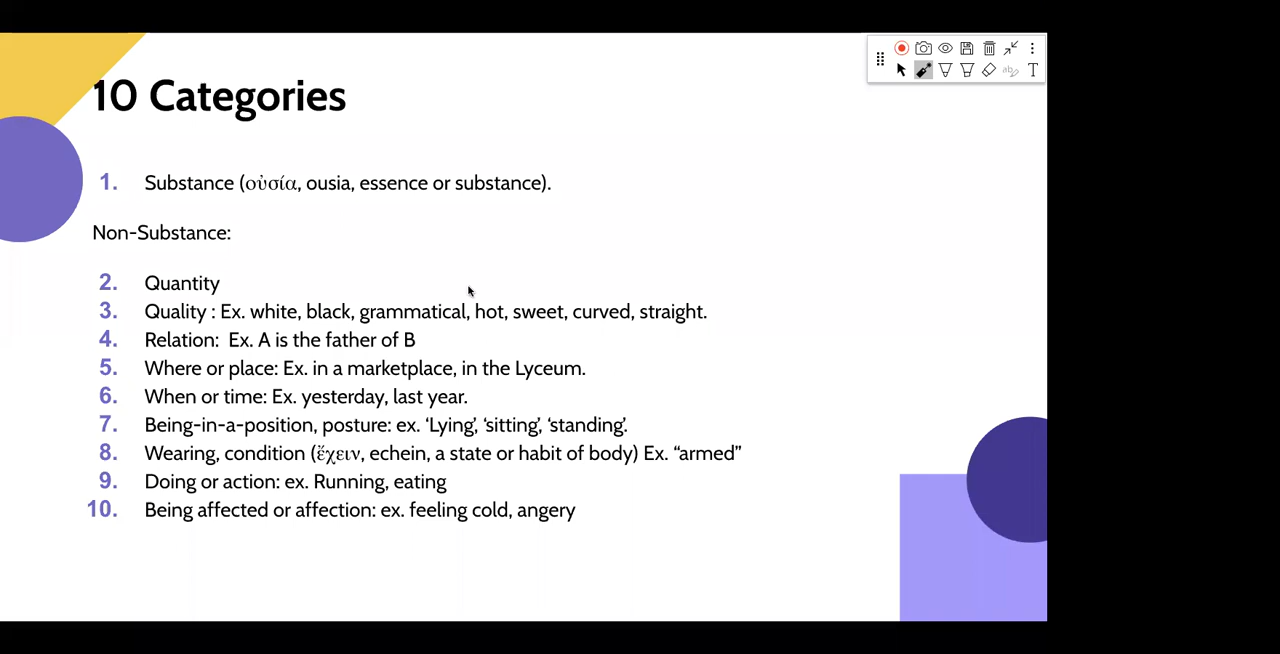 10 Categories
1. Substance (οὐσία, ousia, essence or substance).
Non-Substance:
2. Quantity
3. Quality : Ex. white, black, grammatical, hot, sweet, curved, straight.
4. Relation: Ex. A is the father of B
5. Where or place: Ex. in a marketplace, in the Lyceum.
6. When or time: Ex. yesterday, last year.
7. Being-in-a-position, posture: ex. ‘Lying’, ‘sitting’, ‘standing’.
8. Wearing, condition (ἔχειν, echein, a state or habit of body) Ex. “armed”
9. Doing or action: ex. Running, eating
10. Being affected or affection: ex. feeling cold, angery